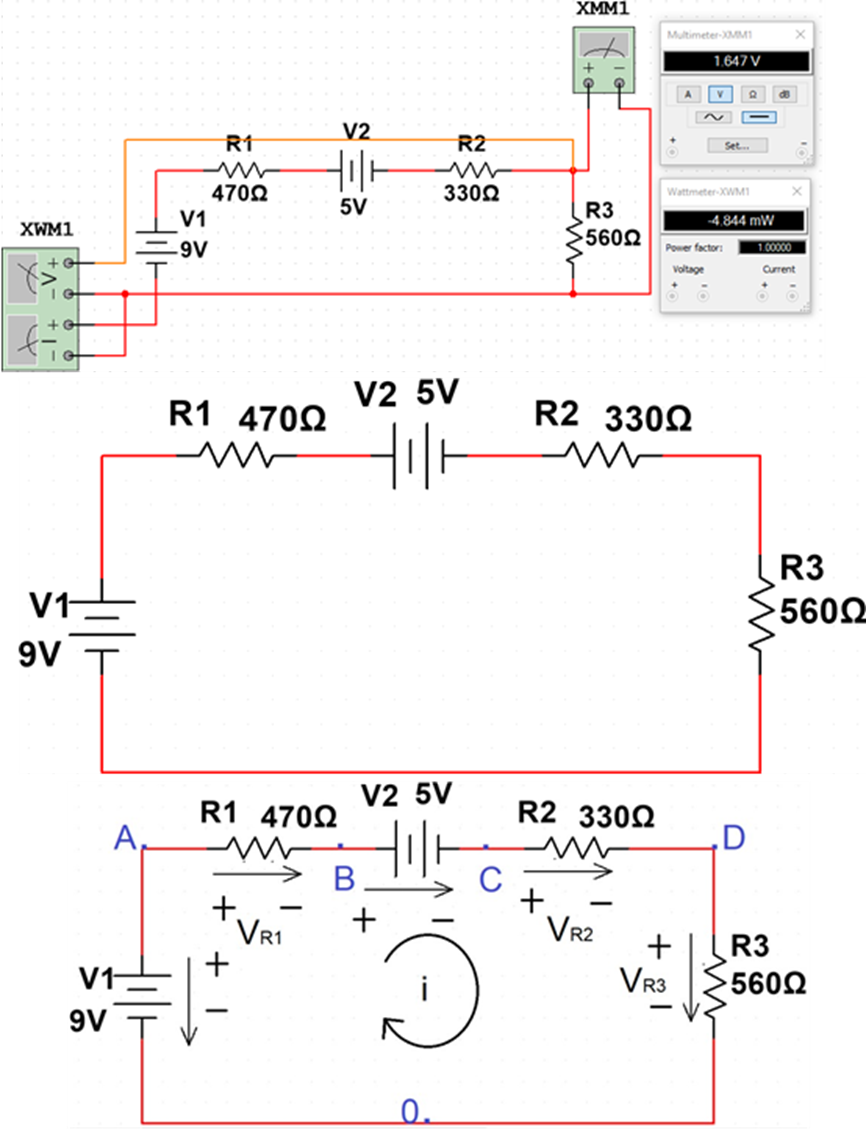 XMM1
Multimeter-XMM1
1.647 V
A V Ω dB
Set...
+ −
R1
470Ω
V2
5V
R2
330Ω
R3
560Ω
V1
9V
XWM1
+
V
−
+
I
−
Wattmeter-XWM1
-4.844 mW
Power factor: 1.00000
Voltage Current
+ − + −
R1 470Ω
V2 5V
R2 330Ω
V1
9V
R3
560Ω
R1 470Ω
V2 5V
R2 330Ω
A
B
C
D
+ −
VR1
+ −
+ −
VR2
V1
9V
+
−
i
+
VR3
−
R3
560Ω
0